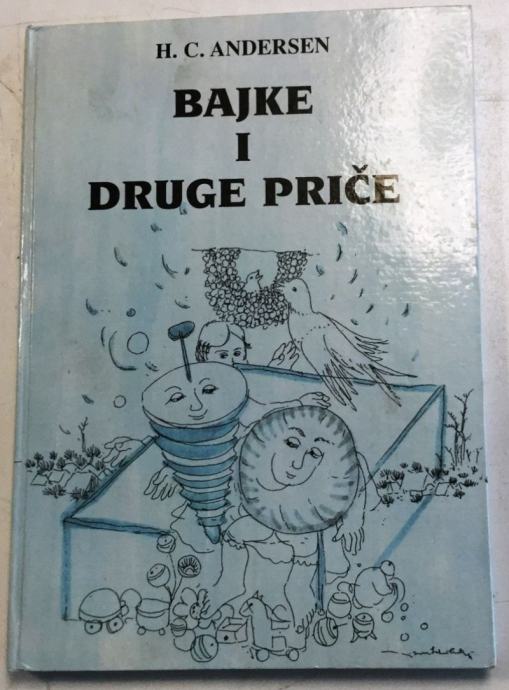 H. C. ANDERSEN
BAJKE
I
DRUGE PRIČE